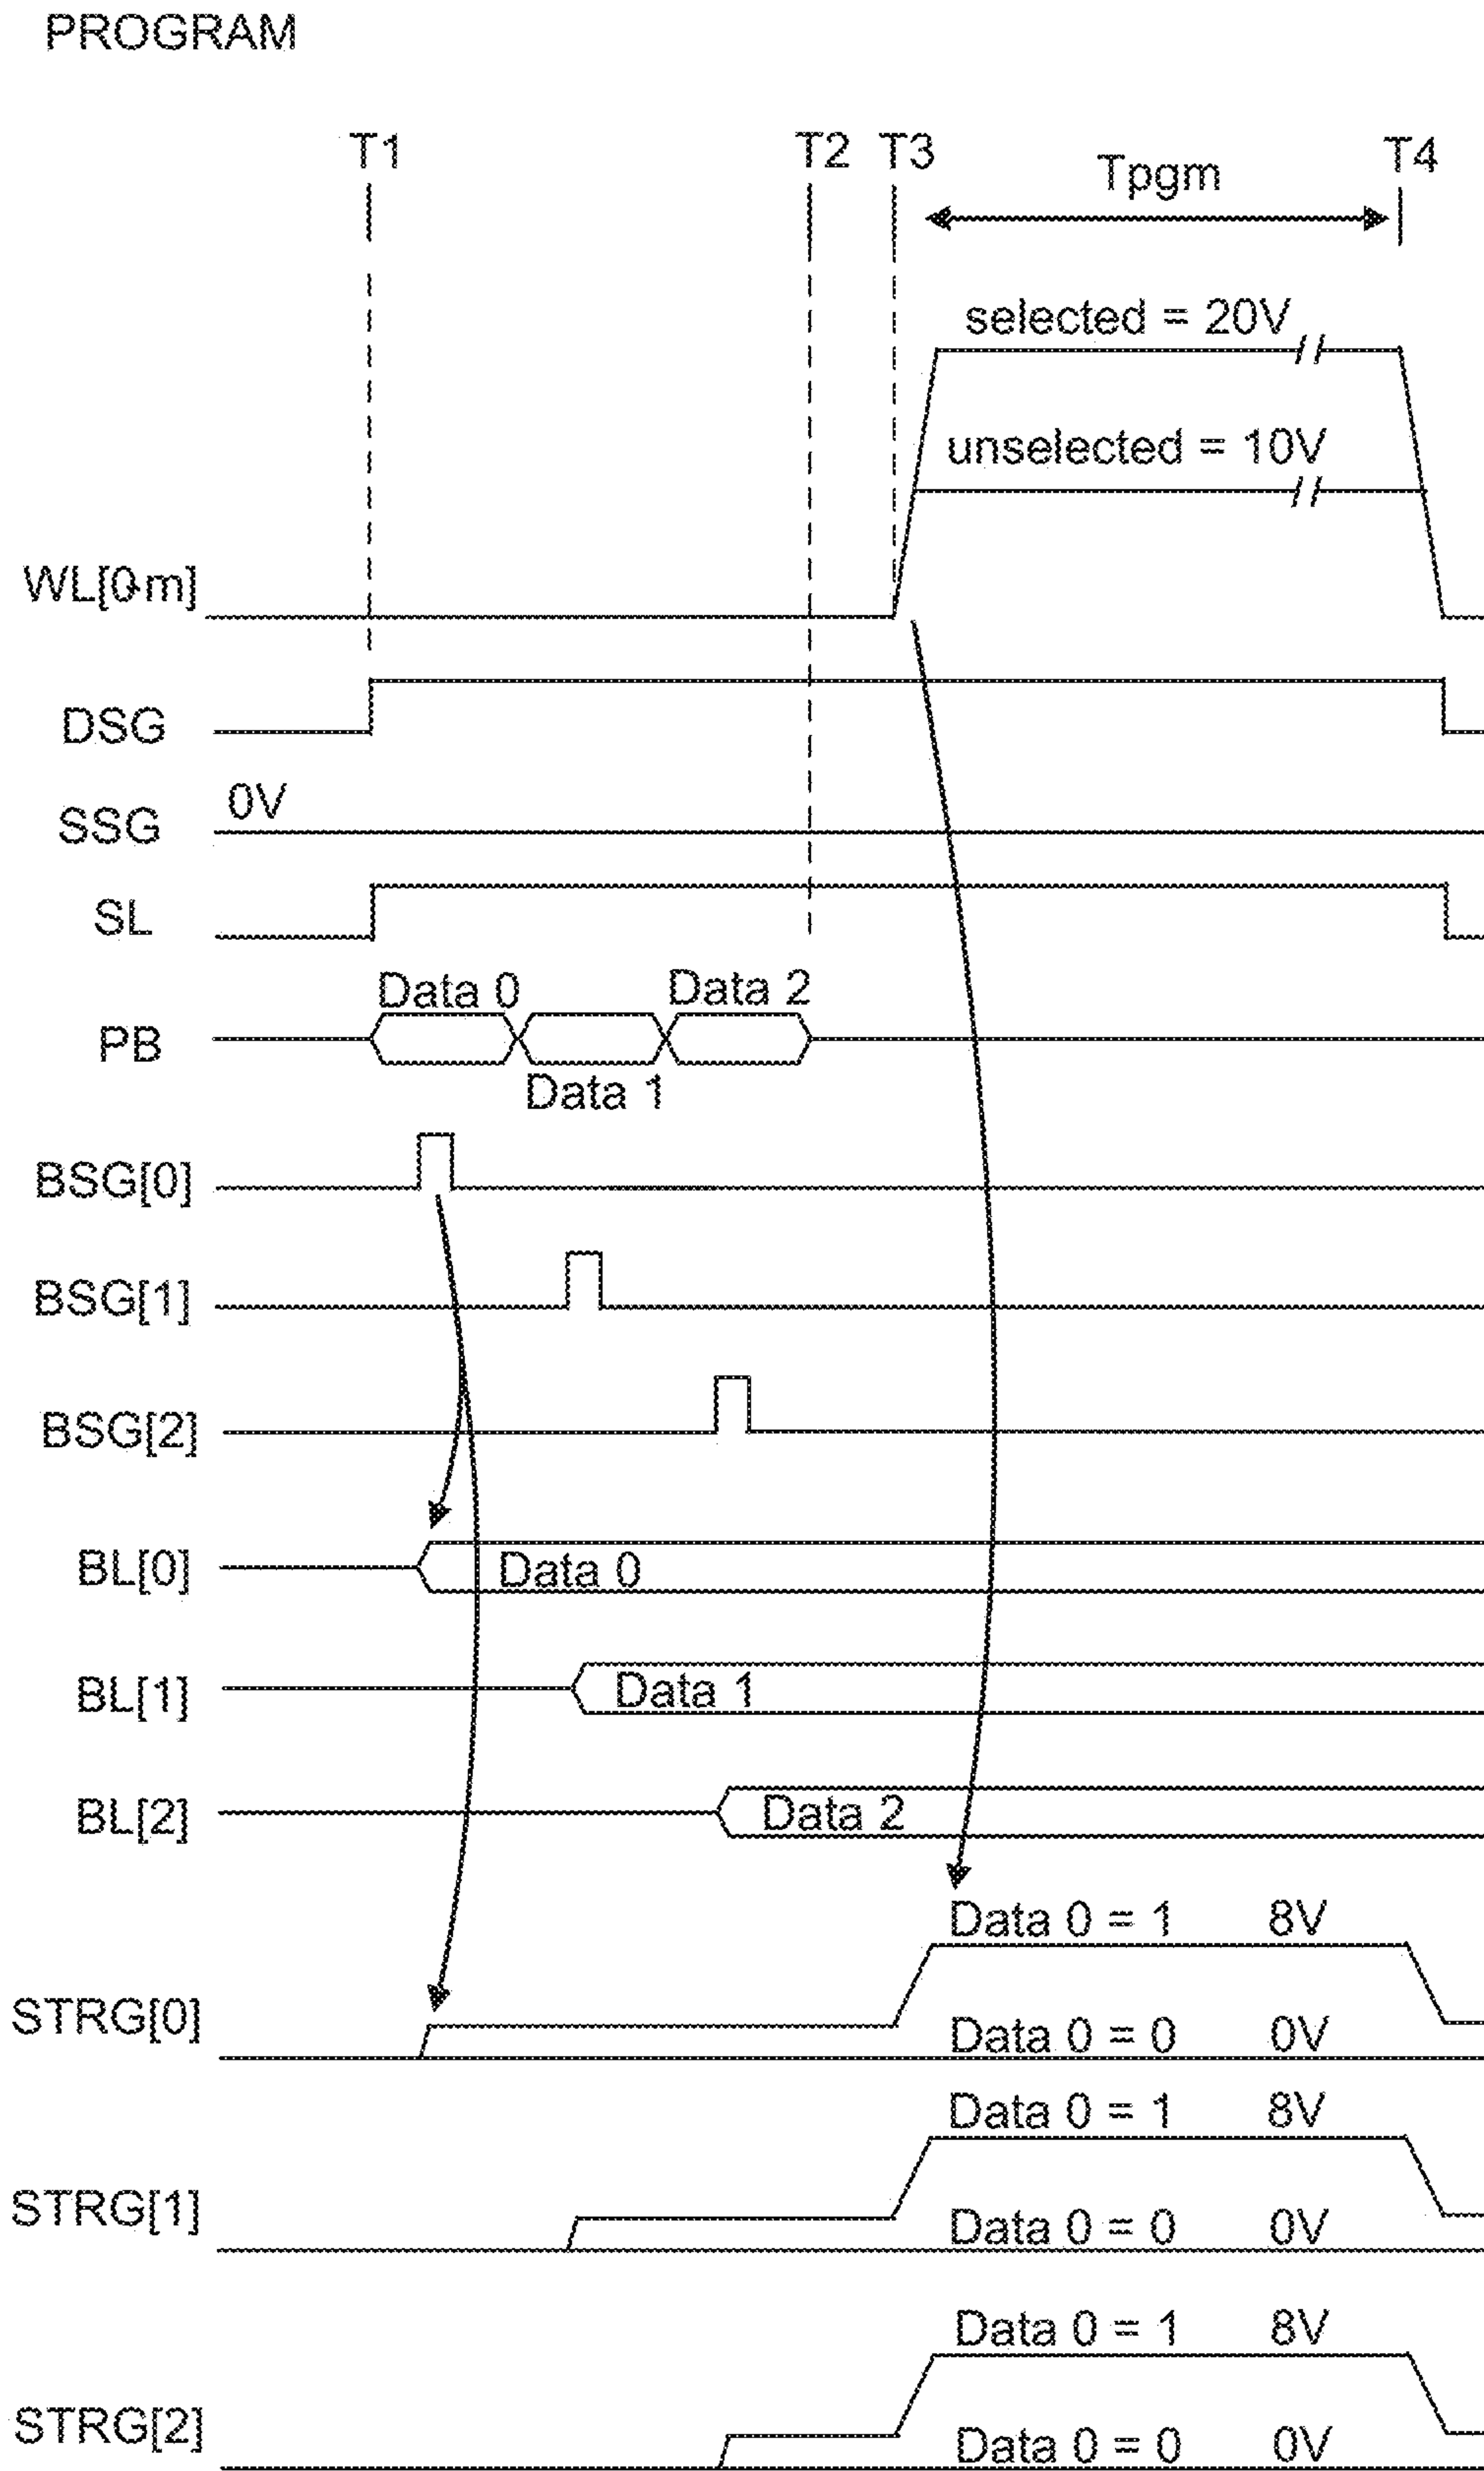 PROGRAM
T1 T2 T3 Tpgm T4
selected = 20V
unselected = 10V
WL[0-m]
DSG
0V
SSG
SL
Data 0 Data 2
PB
Data 1
BSG[0]
BSG[1]
BSG[2]
BL[0] Data 0
BL[1] Data 1
BL[2] Data 2
Data 0 = 1 8V
STRG[0]
Data 0 = 0 0V
Data 0 = 1 8V
STRG[1]
Data 0 = 0 0V
Data 0 = 1 8V
STRG[2]
Data 0 = 0 0V